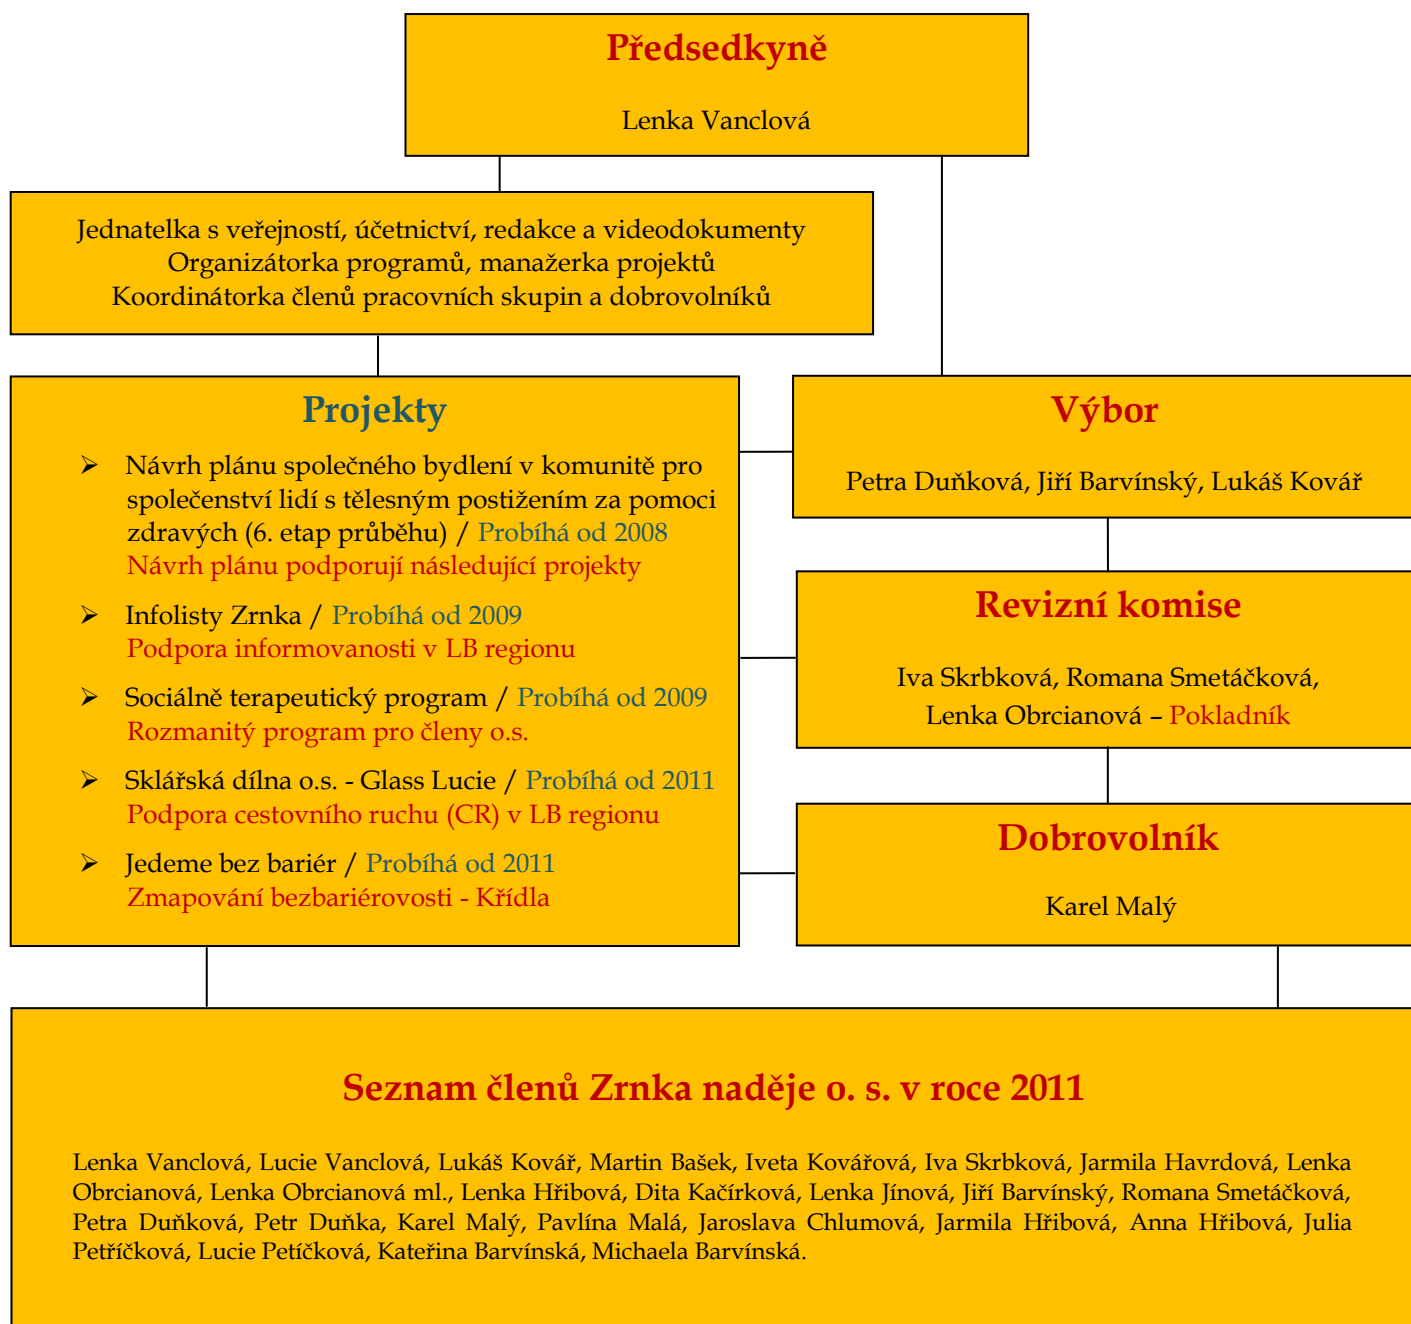 Předsedkyně
Lenka Vanclová
Jednatelka s veřejností, účetnictví, redakce a videodokumenty
Organizátorka programů, manažerka projektů
Koordinátorka členů pracovních skupin a dobrovolníků
Projekty
➢ Návrh plánu společného bydlení v komunitě pro
společenství lidí s tělesným postižením za pomoci
zdravých (6. etap průběhu) / Probíhá od 2008
Návrh plánu podporují následující projekty
➢ Infolisty Zrnka / Probíhá od 2009
Podpora informovanosti v LB regionu
➢ Sociálně terapeutický program / Probíhá od 2009
Rozmanitý program pro členy o.s.
➢ Sklářská dílna o.s. - Glass Lucie / Probíhá od 2011
Podpora cestovního ruchu (CR) v LB regionu
➢ Jedeme bez bariér / Probíhá od 2011
Zmapování bezbariérovosti - Křídla
Výbor
Petra Duňková, Jiří Barvínský, Lukáš Kovář
Revizní komise
Iva Skrbková, Romana Smetáčková,
Lenka Obrcianová – Pokladník
Dobrovolník
Karel Malý
Seznam členů Zrnka naděje o. s. v roce 2011
Lenka Vanclová, Lucie Vanclová, Lukáš Kovář, Martin Bašek, Iveta Kovářová, Iva Skrbková, Jarmila Havrdová, Lenka
Obrcianová, Lenka Obrcianová ml., Lenka Hřibová, Dita Kačírková, Lenka Jínová, Jiří Barvínský, Romana Smetáčková,
Petra Duňková, Petr Duňka, Karel Malý, Pavlína Malá, Jaroslava Chlumová, Jarmila Hřibová, Anna Hřibová, Julia
Petříčková, Lucie Petíčková, Kateřina Barvínská, Michaela Barvínská.